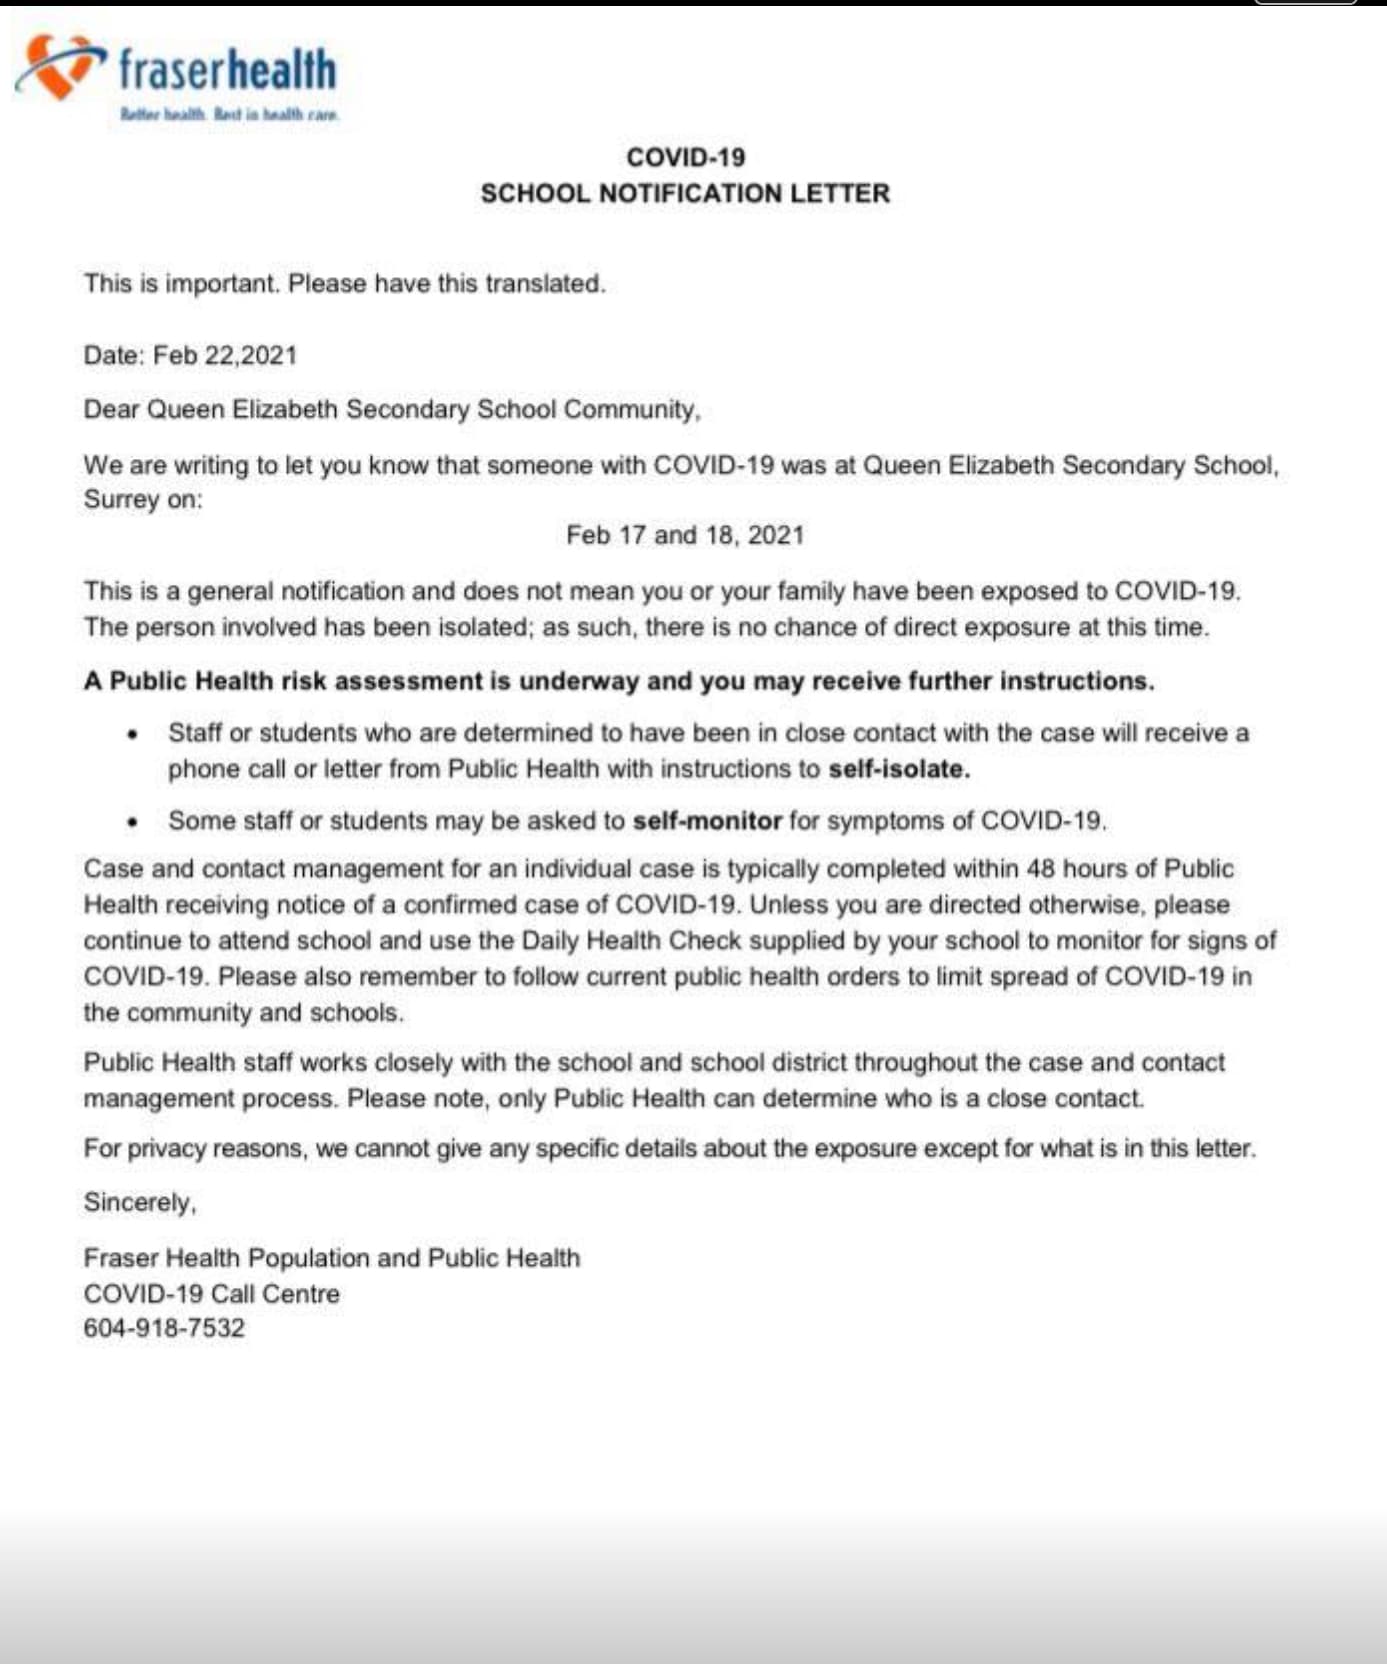 fraserhealth
Better health. Best in health care.
COVID-19
SCHOOL NOTIFICATION LETTER
This is important. Please have this translated.
Date: Feb 22,2021
Dear Queen Elizabeth Secondary School Community,
We are writing to let you know that someone with COVID-19 was at Queen Elizabeth Secondary School,
Surrey on:
Feb 17 and 18, 2021
This is a general notification and does not mean you or your family have been exposed to COVID-19.
The person involved has been isolated; as such, there is no chance of direct exposure at this time.
A Public Health risk assessment is underway and you may receive further instructions.
• Staff or students who are determined to have been in close contact with the case will receive a
phone call or letter from Public Health with instructions to self-isolate.
• Some staff or students may be asked to self-monitor for symptoms of COVID-19.
Case and contact management for an individual case is typically completed within 48 hours of Public
Health receiving notice of a confirmed case of COVID-19. Unless you are directed otherwise, please
continue to attend school and use the Daily Health Check supplied by your school to monitor for signs of
COVID-19. Please also remember to follow current public health orders to limit spread of COVID-19 in
the community and schools.
Public Health staff works closely with the school and school district throughout the case and contact
management process. Please note, only Public Health can determine who is a close contact.
For privacy reasons, we cannot give any specific details about the exposure except for what is in this letter.
Sincerely,
Fraser Health Population and Public Health
COVID-19 Call Centre
604-918-7532